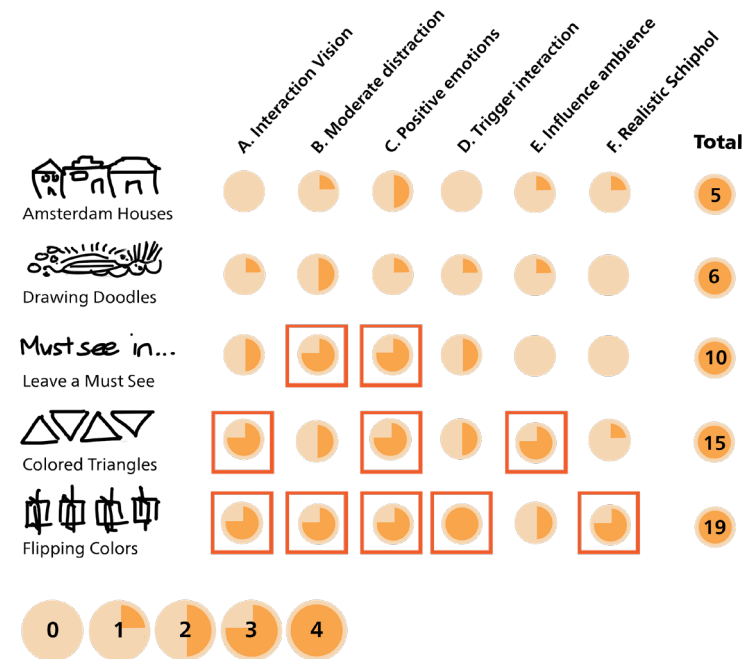 A. Interaction Vision
B. Moderate distraction
C. Positive emotions
D. Trigger interaction
E. Influence ambience
F. Realistic Schiphol
Total
Amsterdam Houses
5
Drawing Doodles
6
Must see in...
Leave a Must See
10
Colored Triangles
15
Flipping Colors
19
0 1 2 3 4